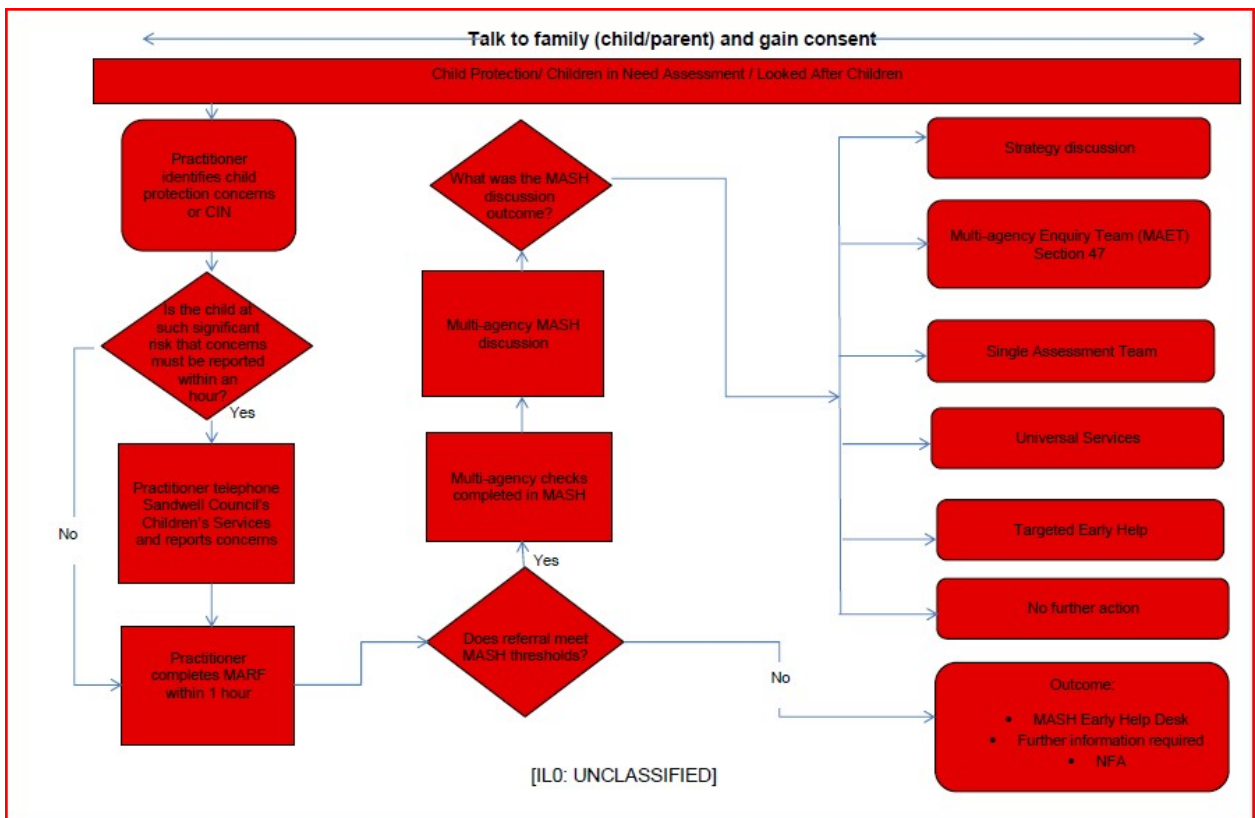 Talk to family (child/parent) and gain consent
Child Protection/ Children in Need Assessment / Looked After Children
Practitioner
identifies child
protection concerns
or CIN
Is the child at
such significant
risk that concerns
must be reported
within an
hour?
Yes
No
Practitioner telephone
Sandwell Council's
Children's Services
and reports concerns
Practitioner
completes MARF
within 1 hour
What was the MASH
discussion
outcome?
Multi-agency MASH
discussion
Multi-agency checks
completed in MASH
Yes
Does referral meet
MASH thresholds?
No
Strategy discussion
Multi-agency Enquiry Team (MAET)
Section 47
Single Assessment Team
Universal Services
Targeted Early Help
No further action
Outcome:
• MASH Early Help Desk
• Further information required
• NFA
[IL0: UNCLASSIFIED]